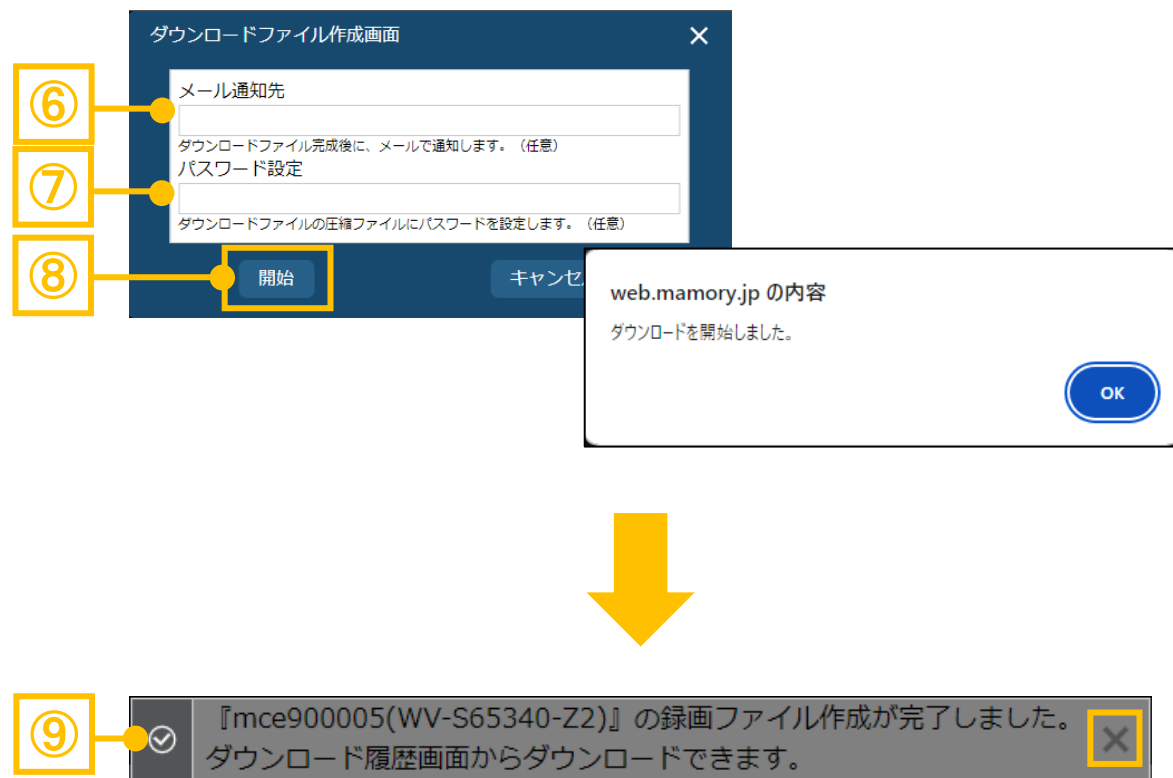 ダウンロードファイル作成画面
⑥
メール通知先
ダウンロードファイル完成後に、メールで通知します。（任意）
⑦
パスワード設定
ダウンロードファイルの圧縮ファイルにパスワードを設定します。（任意）
⑧
開始
キャンセ
web.mamory.jp の内容
ダウンロードを開始しました。
OK
⑨
『mce900005(WV-S65340-Z2)』の録画ファイル作成が完了しました。
ダウンロード履歴画面からダウンロードできます。